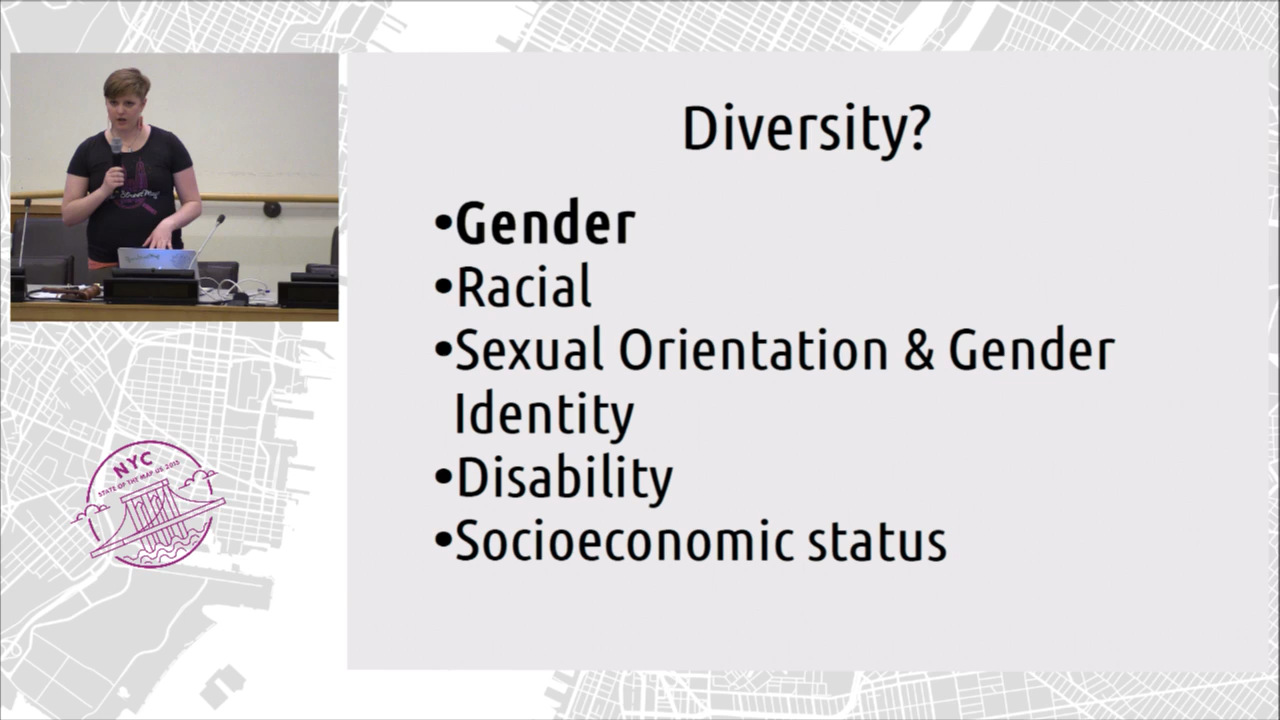 Diversity?
•Gender
•Racial
•Sexual Orientation & Gender
Identity
•Disability
•Socioeconomic status
NYC
STATE OF THE MAP US 2015